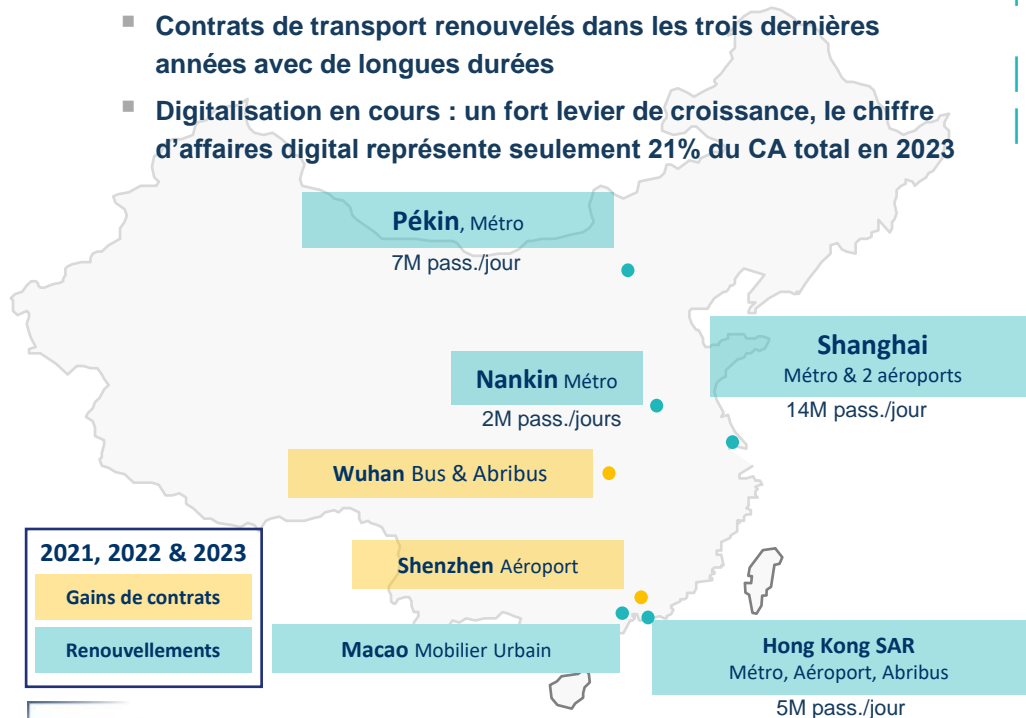 Contrats de transport renouvelés dans les trois dernières
années avec de longues durées
Digitalisation en cours : un fort levier de croissance, le chiffre
d’affaires digital représente seulement 21% du CA total en 2023
Pékin, Métro
7M pass./jour
Shanghai
Métro & 2 aéroports
14M pass./jour
Nankin Métro
2M pass./jours
Wuhan Bus & Abribus
Shenzhen Aéroport
2021, 2022 & 2023
Gains de contrats
Renouvellements
Macao Mobilier Urbain
Hong Kong SAR
Métro, Aéroport, Abribus
5M pass./jour